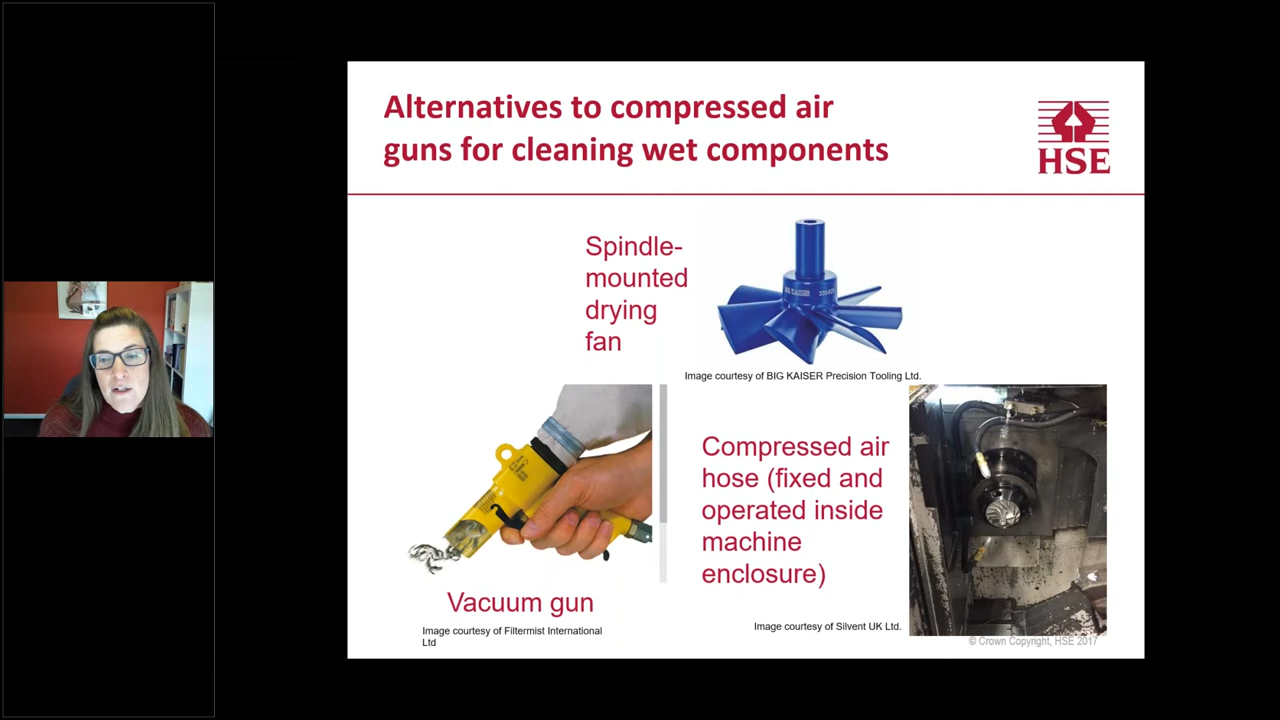 Alternatives to compressed air
guns for cleaning wet components
HSE
Spindle-
mounted
drying
fan
BIG KAISER
Image courtesy of BIG KAISER Precision Tooling Ltd.
Compressed air
hose (fixed and
operated inside
machine
enclosure)
Vacuum gun
Image courtesy of Filtermist International
Ltd
Image courtesy of Silvent UK Ltd.
© Crown Copyright, HSE 2017